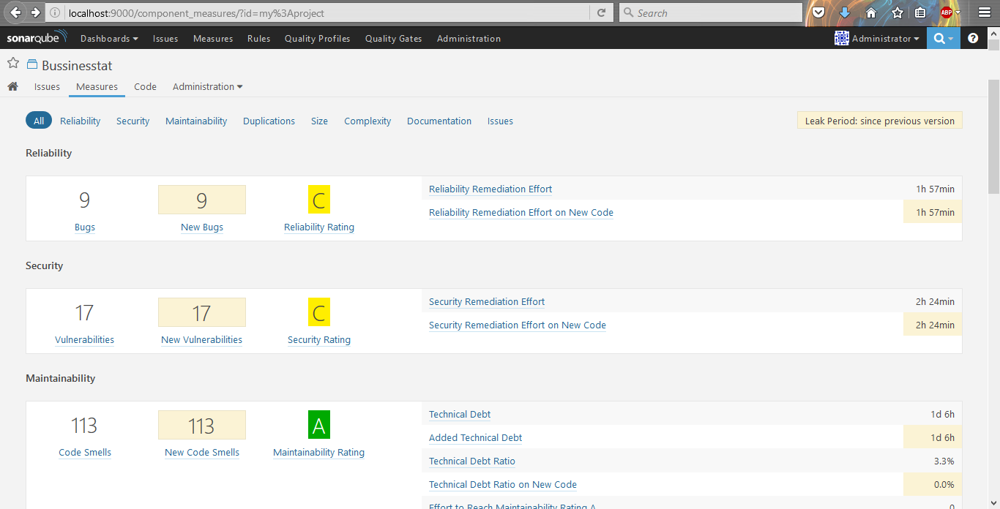 localhost:9000/component_measures/?id=my%3Aproject
Search
ABP
sonarqube Dashboards Issues Measures Rules Quality Profiles Quality Gates Administration Administrator ?
Bussinesstat
Issues Measures Code Administration
All Reliability Security Maintainability Duplications Size Complexity Documentation Issues Leak Period: since previous version
Reliability
9 9 C
Bugs New Bugs Reliability Rating
Reliability Remediation Effort 1h 57min
Reliability Remediation Effort on New Code 1h 57min
Security
17 17 C
Vulnerabilities New Vulnerabilities Security Rating
Security Remediation Effort 2h 24min
Security Remediation Effort on New Code 2h 24min
Maintainability
113 113 A
Code Smells New Code Smells Maintainability Rating
Technical Debt 1d 6h
Added Technical Debt 1d 6h
Technical Debt Ratio 3.3%
Technical Debt Ratio on New Code 0.0%
Effort to Reach Maintainability Rating A 0